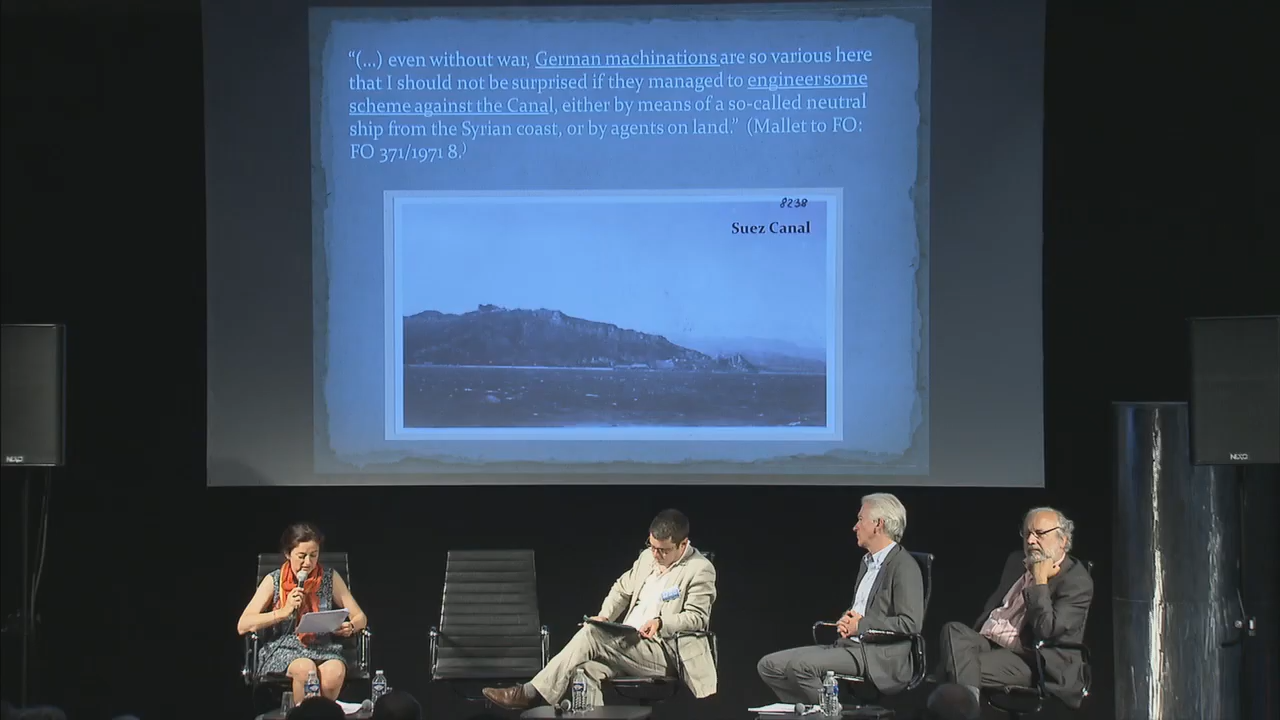 “(...) even without war, German machinations are so various here
that I should not be surprised if they managed to engineer some
scheme against the Canal, either by means of a so-called neutral
ship from the Syrian coast, or by agents on land.” (Mallet to FO:
FO 371/1971 8.)
8238
Suez Canal
NEXO